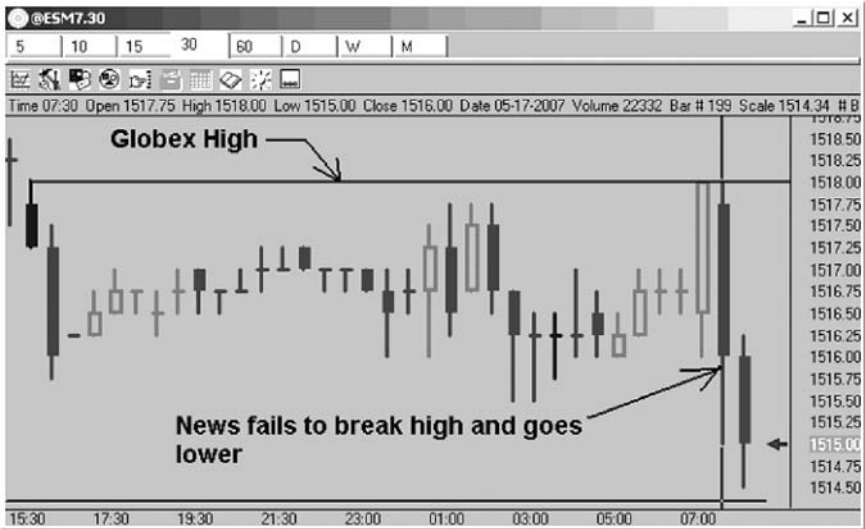 @ESM7.30
5 10 15 30 60 D W M
Time 07:30 Open 1517.75 High 1518.00 Low 1515.00 Close 1516.00 Date 05-17-2007 Volume 22332 Bar # 199 Scale 1514.34 # B
Globex High
1518.75
1518.50
1518.25
1518.00
1517.75
1517.50
1517.25
1517.00
1516.75
1516.50
1516.25
1516.00
1515.75
1515.50
1515.25
1515.00
1514.75
1514.50
News fails to break high and goes
lower
15:30 17:30 19:30 21:30 23:00 01:00 03:00 05:00 07:00